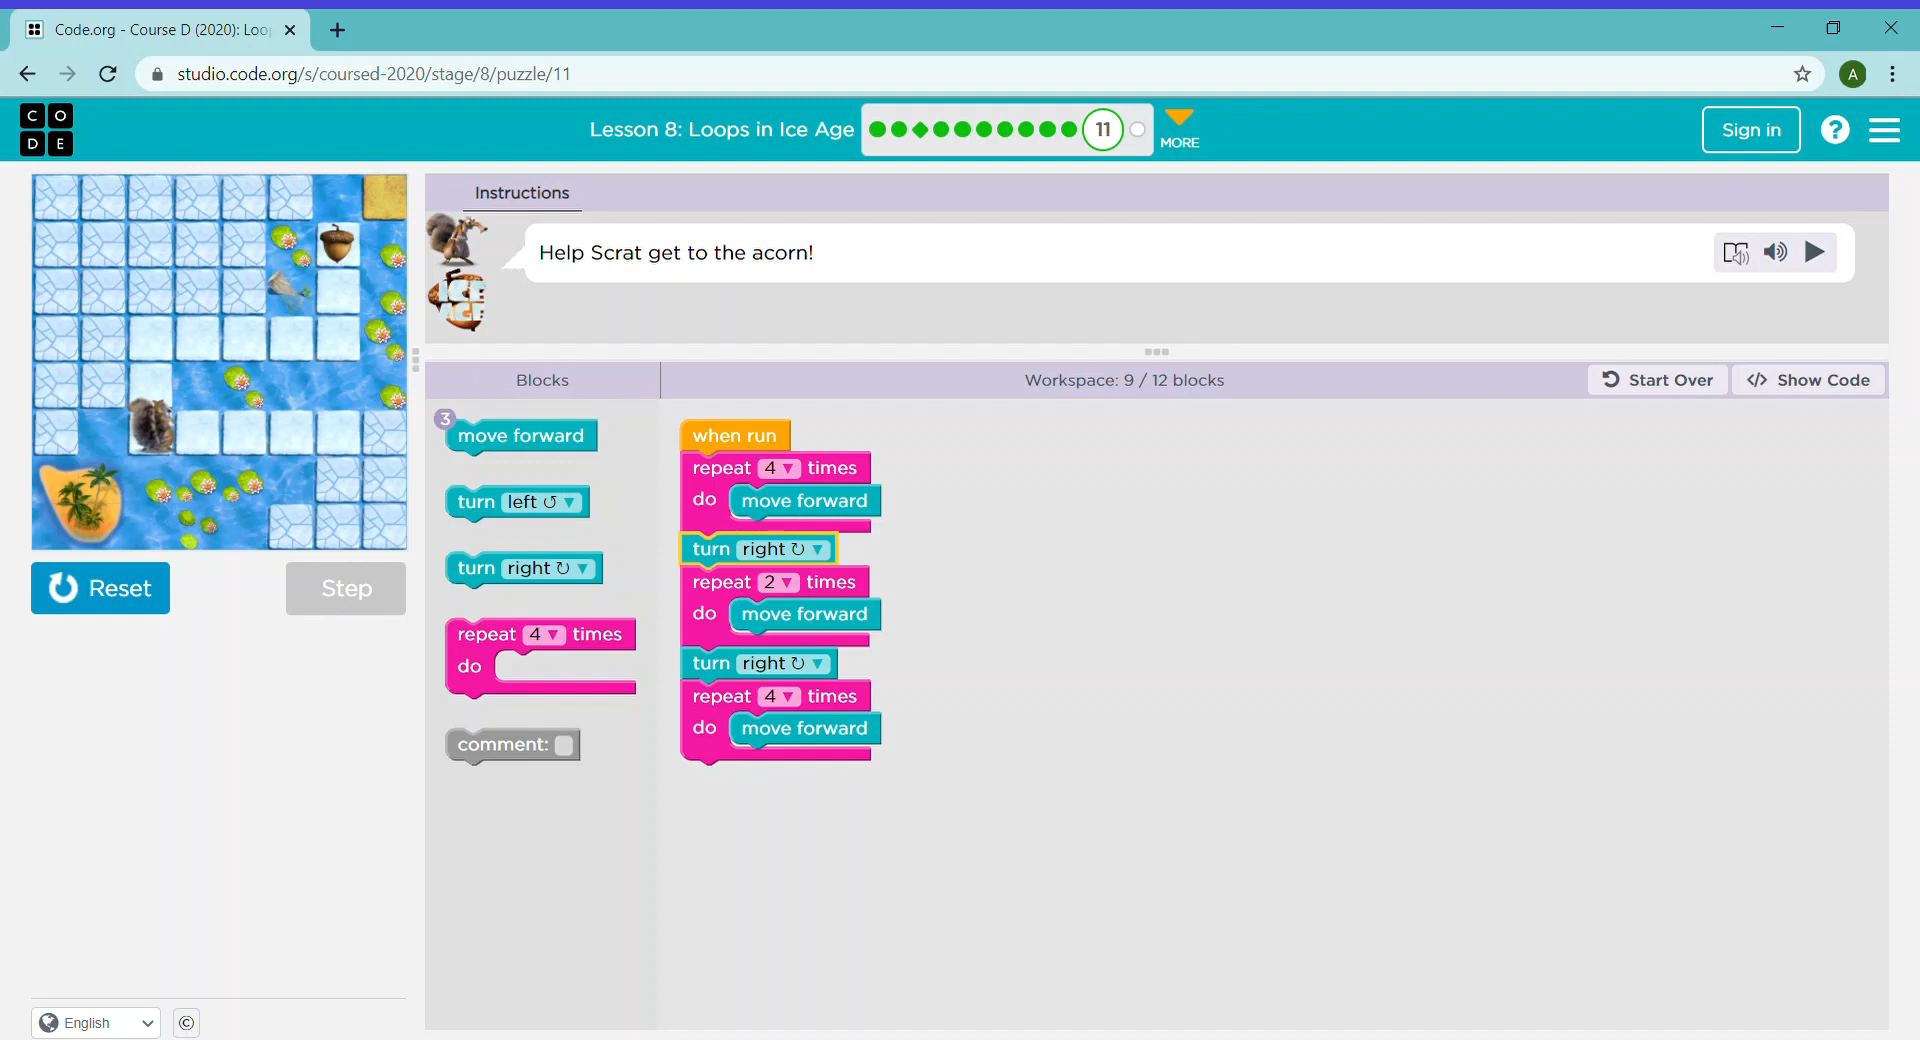 Code.org - Course D (2020): Loo
studio.code.org/s/coursed-2020/stage/8/puzzle/11
A
C O
D E
Lesson 8: Loops in Ice Age
11
MORE
Sign in
?
Instructions
Help Scrat get to the acorn!
ICE
AGE
Blocks
Workspace: 9 / 12 blocks
Start Over
</> Show Code
3
move forward
turn left ↺ ▼
turn right ↻ ▼
repeat 4 ▼ times
do
comment:
when run
repeat 4 ▼ times
do move forward
turn right ↻ ▼
repeat 2 ▼ times
do move forward
turn right ↻ ▼
repeat 4 ▼ times
do move forward
Reset
Step
English
©